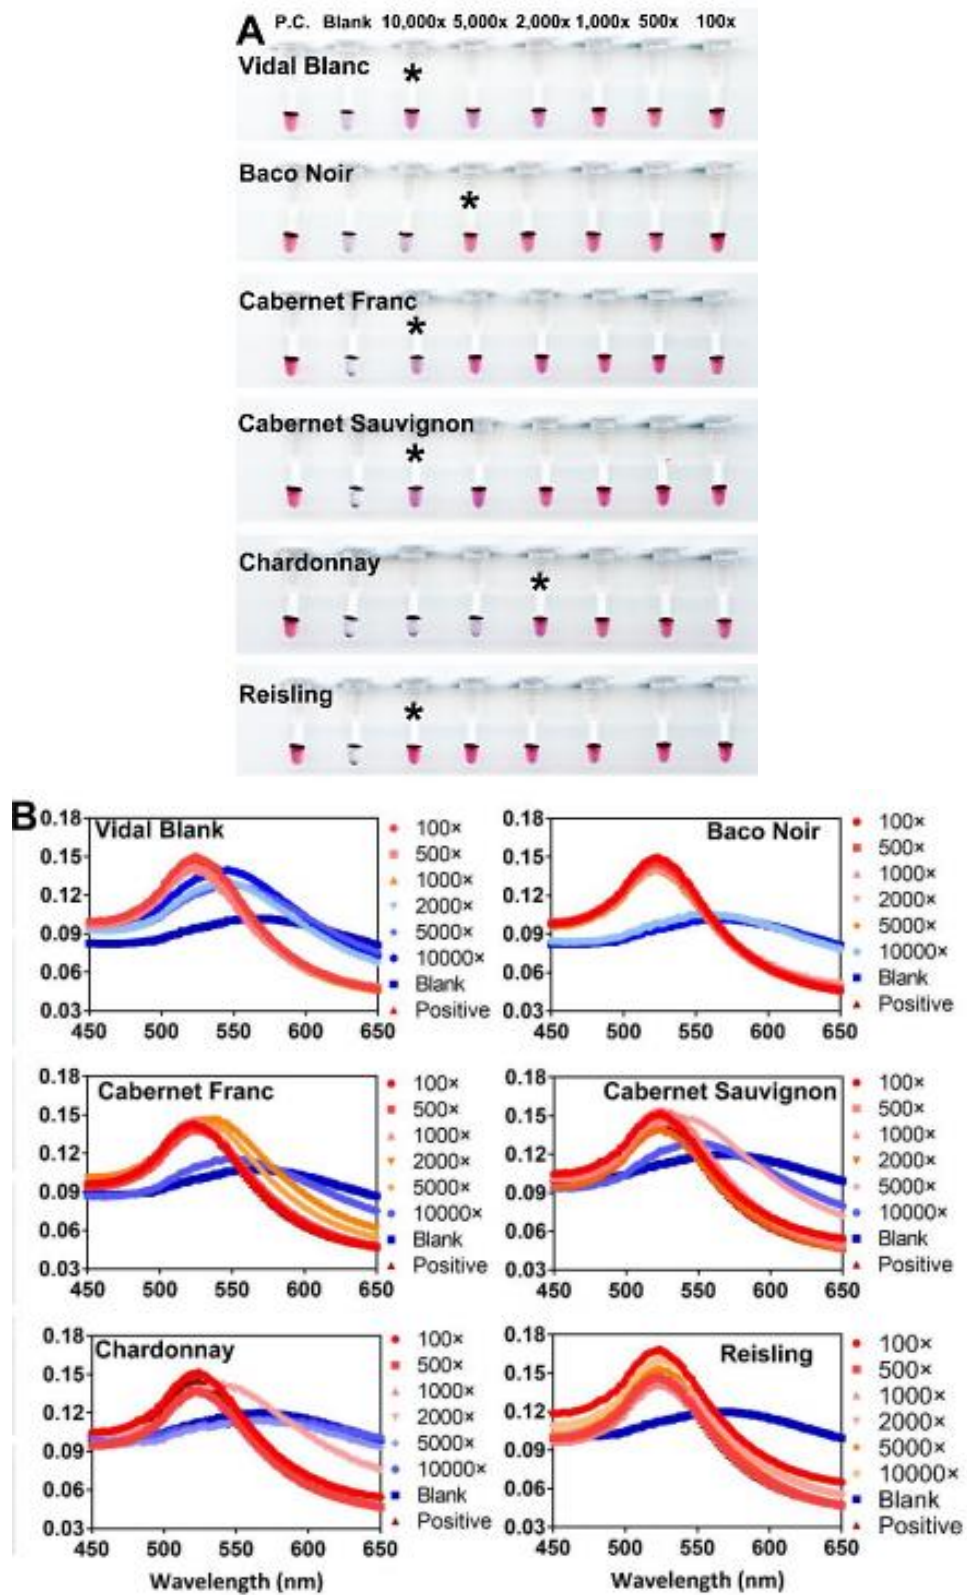 A P.C. Blank 10,000x 5,000x 2,000x 1,000x 500x 100x
Vidal Blanc
*
Baco Noir
*
Cabernet Franc
*
Cabernet Sauvignon
*
Chardonnay
*
Reisling
*
B
Vidal Blank
0.18
0.15
0.12
0.09
0.06
0.03
450 500 550 600 650
100×
500×
1000×
2000×
5000×
10000×
Blank
Positive
Baco Noir
0.18
0.15
0.12
0.09
0.06
0.03
450 500 550 600 650
100×
500×
1000×
2000×
5000×
10000×
Blank
Positive
Cabernet Franc
0.18
0.15
0.12
0.09
0.06
0.03
450 500 550 600 650
100×
500×
1000×
2000×
5000×
10000×
Blank
Positive
Cabernet Sauvignon
0.18
0.15
0.12
0.09
0.06
0.03
450 500 550 600 650
100×
500×
1000×
2000×
5000×
10000×
Blank
Positive
Chardonnay
0.18
0.15
0.12
0.09
0.06
0.03
450 500 550 600 650
100×
500×
1000×
2000×
5000×
10000×
Blank
Positive
Wavelength (nm)
Reisling
0.18
0.15
0.12
0.09
0.06
0.03
450 500 550 600 650
100×
500×
1000×
2000×
5000×
10000×
Blank
Positive
Wavelength (nm)